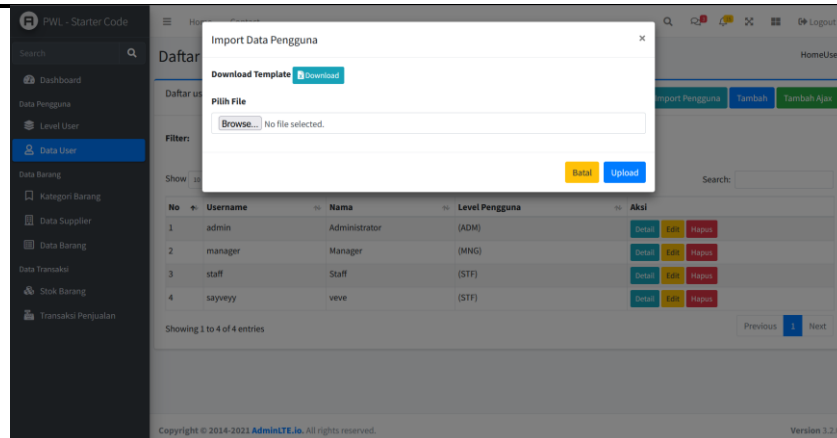 PWL - Starter Code
Search
Dashboard
Data Pengguna
Level User
Data User
Data Barang
Kategori Barang
Data Supplier
Data Barang
Data Transaksi
Stok Barang
Transaksi Penjualan
Logout
Daftar
HomeUse
Import Data Pengguna
×
Download Template Download
Pilih File
Browse... No file selected.
Batal Upload
Daftar us
mport Pengguna Tambah Tambah Ajax
Filter:
Show
Search:
No Username Nama Level Pengguna Aksi
1 admin Administrator (ADM) Detail Edit Hapus
2 manager Manager (MNG) Detail Edit Hapus
3 staff Staff (STF) Detail Edit Hapus
4 sayveyy veve (STF) Detail Edit Hapus
Showing 1 to 4 of 4 entries
Previous 1 Next
Copyright © 2014-2021 AdminLTE.io. All rights reserved.
Version 3.2.